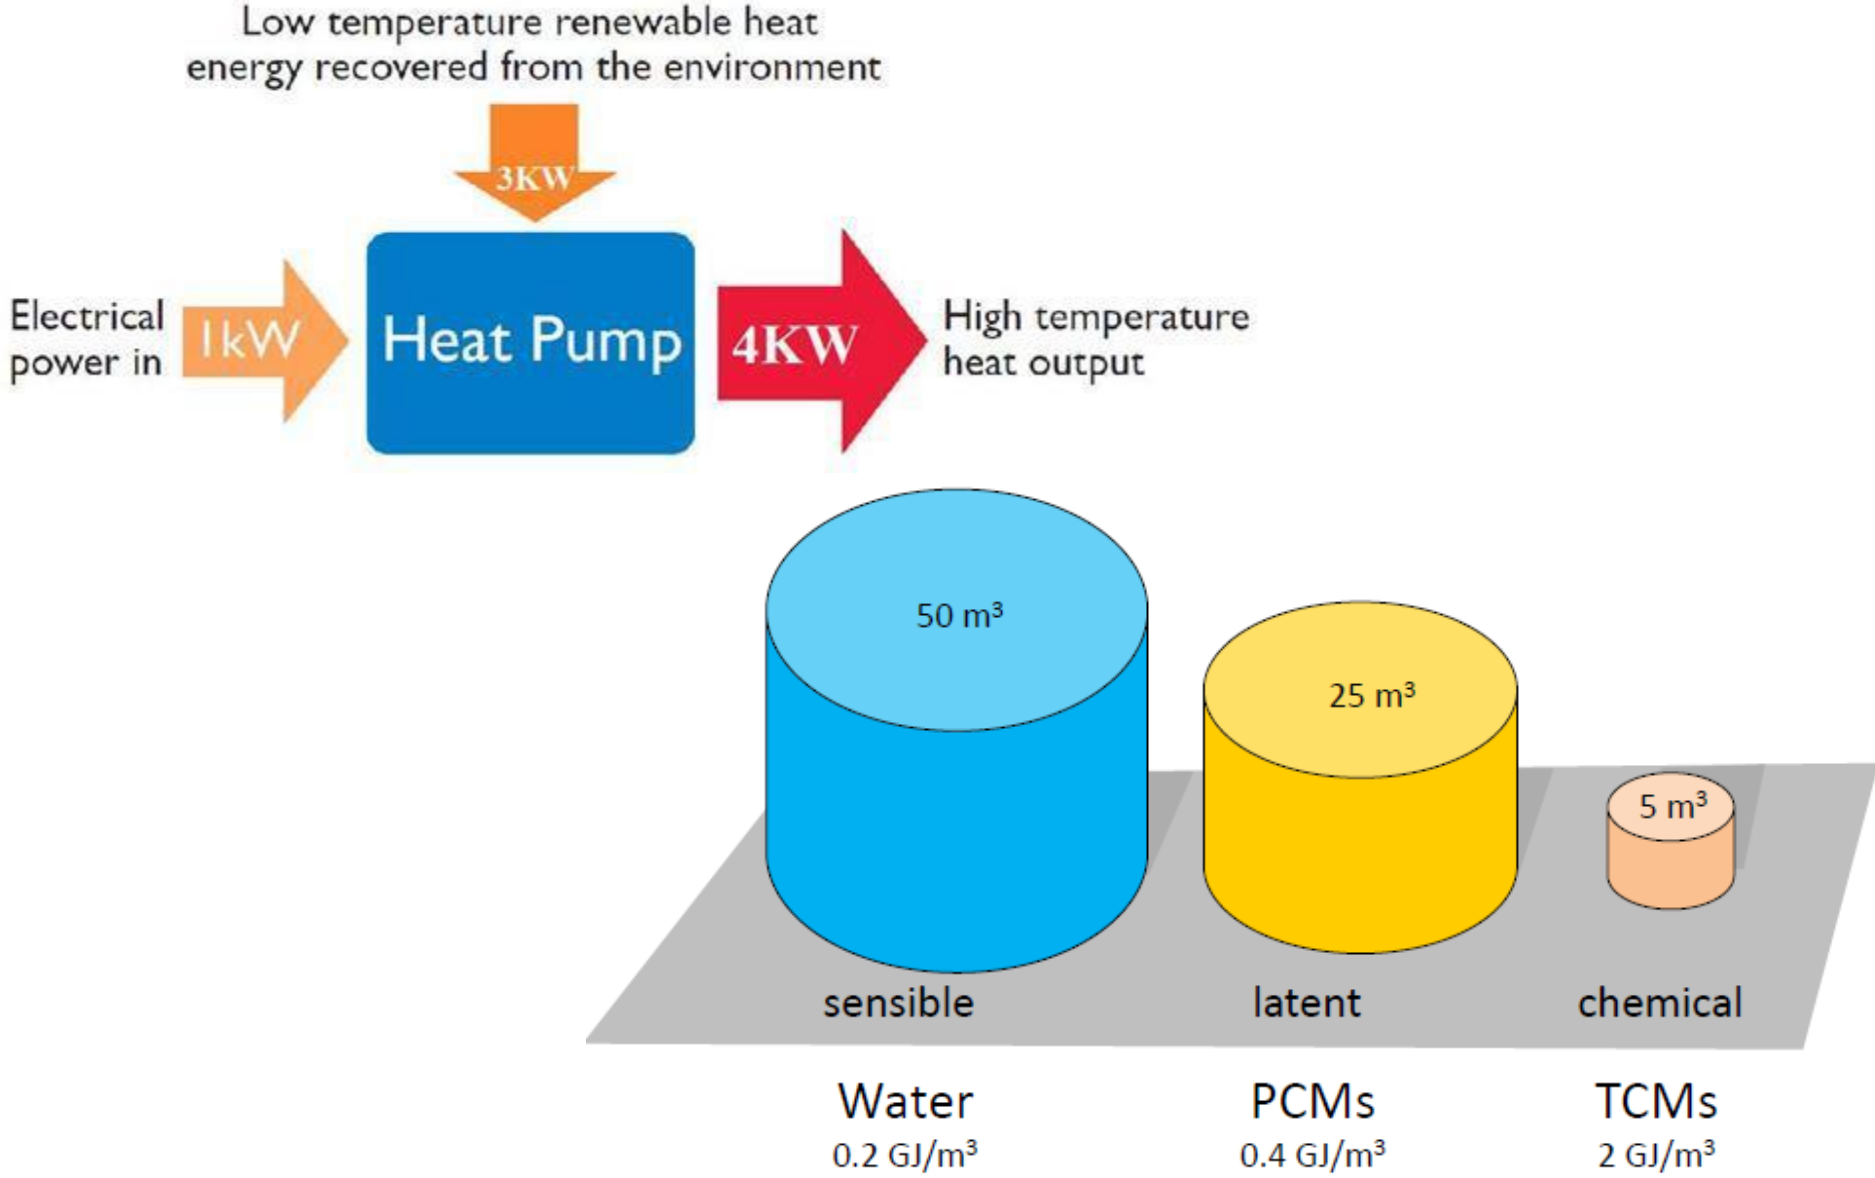 Low temperature renewable heat
energy recovered from the environment
3KW
Electrical
power in
1kW
Heat Pump
4KW
High temperature
heat output
50 m³
25 m³
5 m³
sensible
latent
chemical
Water
PCMs
TCMs
0.2 GJ/m³
0.4 GJ/m³
2 GJ/m³